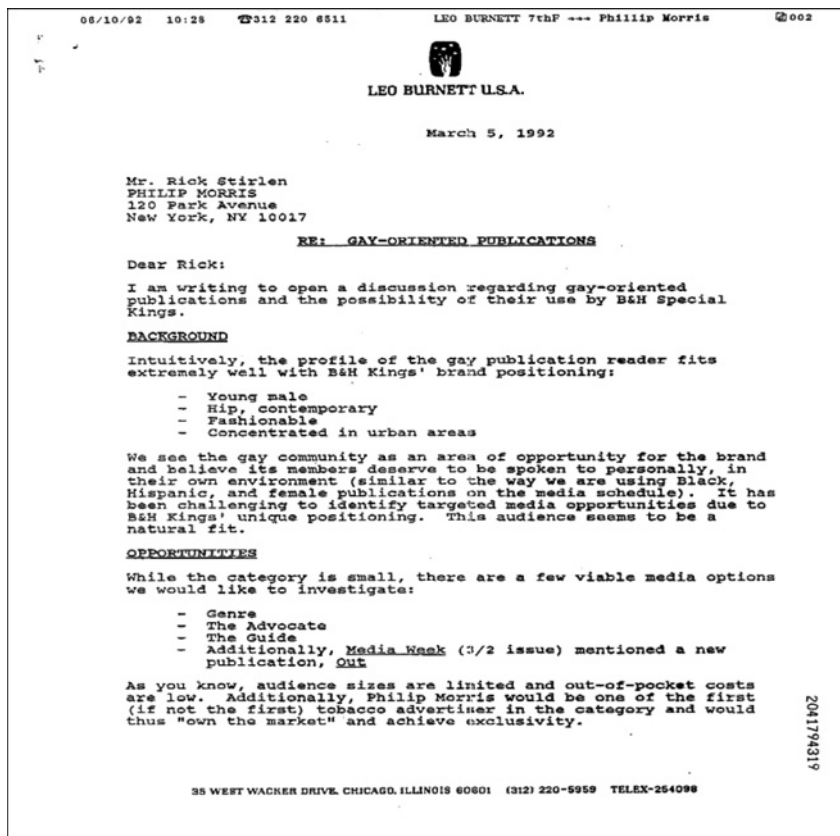 06/10/92 10:28 ☎312 220 6511 LEO BURNETT 7thF →→→ Phillip Morris 002
LEO BURNETT U.S.A.
March 5, 1992
Mr. Rick Stirlen
PHILIP MORRIS
120 Park Avenue
New York, NY 10017
RE: GAY-ORIENTED PUBLICATIONS
Dear Rick:
I am writing to open a discussion regarding gay-oriented
publications and the possibility of their use by B&H Special
Kings.
BACKGROUND
Intuitively, the profile of the gay publication reader fits
extremely well with B&H Kings' brand positioning:
- Young male
- Hip, contemporary
- Fashionable
- Concentrated in urban areas
We see the gay community as an area of opportunity for the brand
and believe its members deserve to be spoken to personally, in
their own environment (similar to the way we are using Black,
Hispanic, and female publications on the media schedule). It has
been challenging to identify targeted media opportunities due to
B&H Kings' unique positioning. This audience seems to be a
natural fit.
OPPORTUNITIES
While the category is small, there are a few viable media options
we would like to investigate:
- Genre
- The Advocate
- The Guide
- Additionally, Media Week (3/2 issue) mentioned a new
publication, Out
As you know, audience sizes are limited and out-of-pocket costs
are low. Additionally, Philip Morris would be one of the first
(if not the first) tobacco advertiser in the category and would
thus "own the market" and achieve exclusivity.
2041794319
35 WEST WACKER DRIVE, CHICAGO, ILLINOIS 60601 (312) 220-5959 TELEX-254098